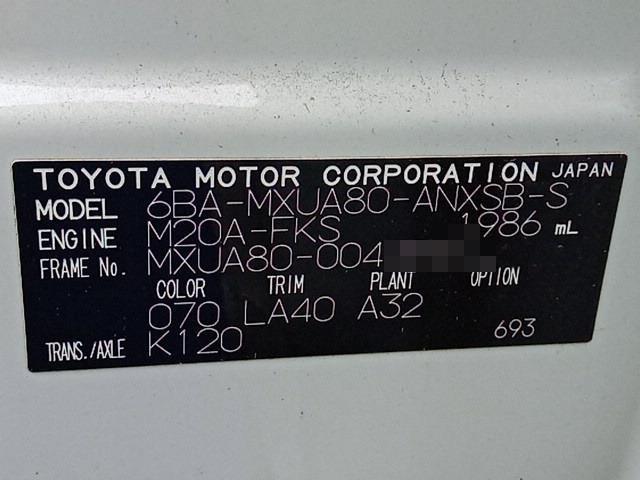 TOYOTA MOTOR CORPORATION JAPAN
MODEL 6BA-MXUA80-ANXSB-S
ENGINE M20A-FKS 1986 mL
FRAME No. MXUA80-004
COLOR TRIM PLANT OPTION
070 LA40 A32
TRANS./AXLE K120 693